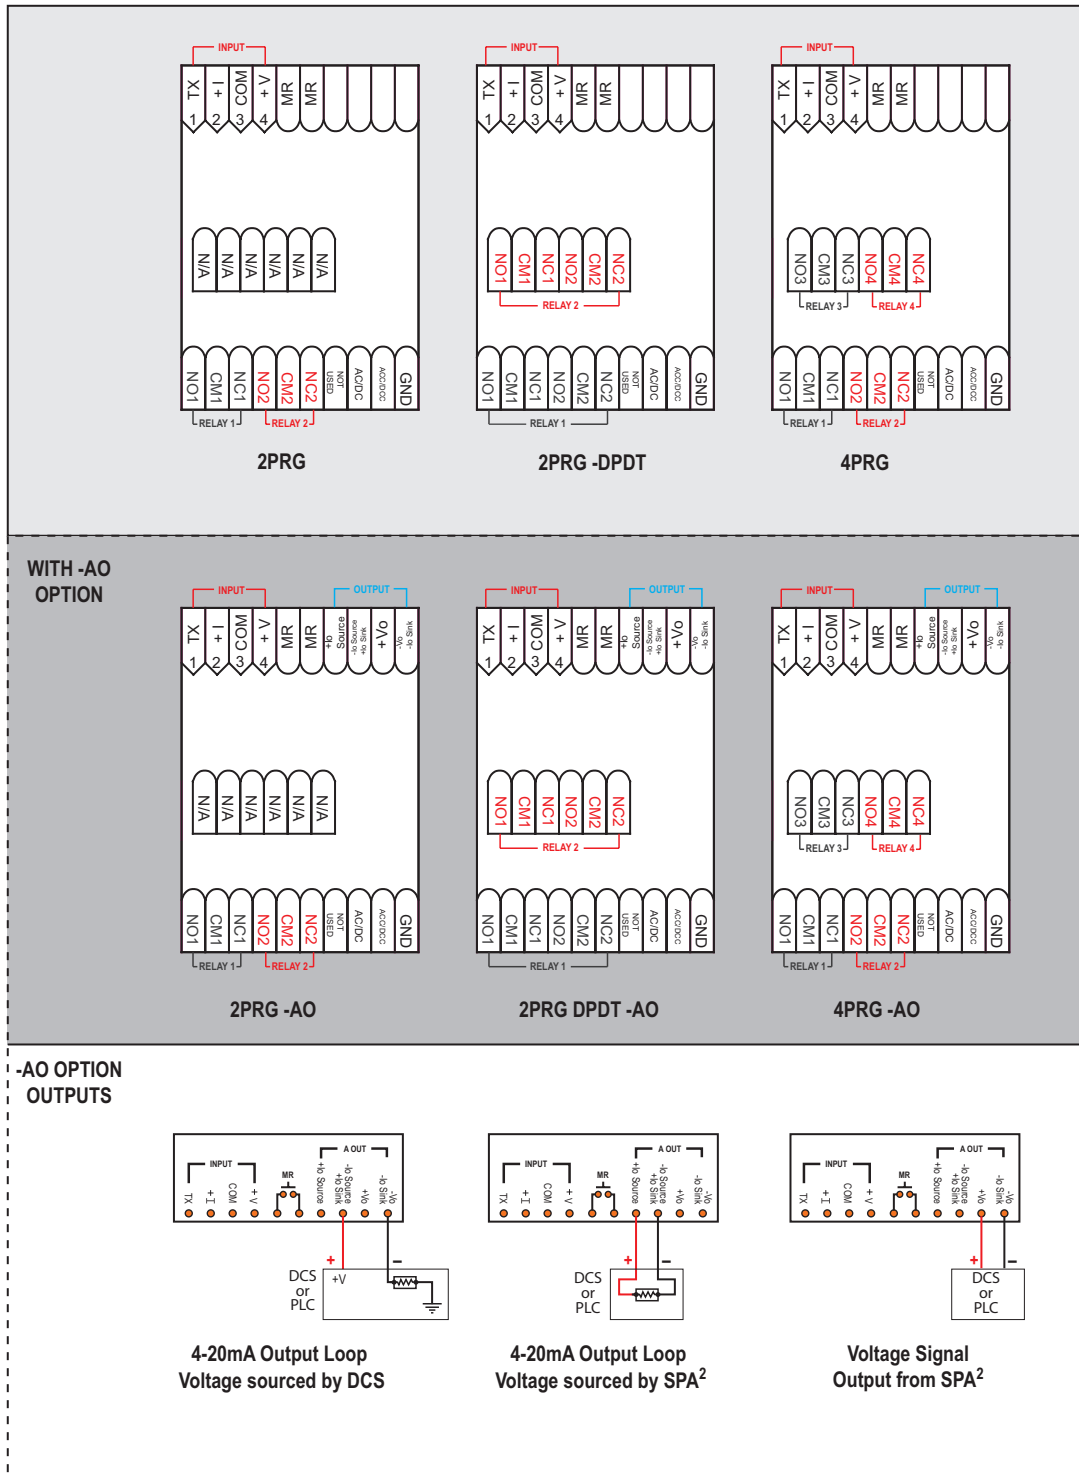 INPUT INPUT INPUT
TX +I COM +V MR MR
1 2 3 4
TX +I COM +V MR MR
1 2 3 4
TX +I COM +V MR MR
1 2 3 4
N/A N/A N/A N/A N/A N/A
NO1 CM1 NC1 NO2 CM2 NC2
RELAY 2
NO3 CM3 NC3 NO4 CM4 NC4
RELAY 3 RELAY 4
NO1 CM1 NC1 NO2 CM2 NC2 NOT USED AC/DC ACC/DCC GND
RELAY 1 RELAY 2
NO1 CM1 NC1 NO2 CM2 NC2 NOT USED AC/DC ACC/DCC GND
RELAY 1
NO1 CM1 NC1 NO2 CM2 NC2 NOT USED AC/DC ACC/DCC GND
RELAY 1 RELAY 2
2PRG 2PRG -DPDT 4PRG
WITH -AO
OPTION
INPUT OUTPUT INPUT OUTPUT INPUT OUTPUT
TX +I COM +V MR MR +Io Source -Io Source +Io Sink +Vo -Vo -Io Sink
1 2 3 4
TX +I COM +V MR MR +Io Source -Io Source +Io Sink +Vo -Vo -Io Sink
1 2 3 4
TX +I COM +V MR MR +Io Source -Io Source +Io Sink +Vo -Vo -Io Sink
1 2 3 4
N/A N/A N/A N/A N/A N/A
NO1 CM1 NC1 NO2 CM2 NC2
RELAY 2
NO3 CM3 NC3 NO4 CM4 NC4
RELAY 3 RELAY 4
NO1 CM1 NC1 NO2 CM2 NC2 NOT USED AC/DC ACC/DCC GND
RELAY 1 RELAY 2
NO1 CM1 NC1 NO2 CM2 NC2 NOT USED AC/DC ACC/DCC GND
RELAY 1
NO1 CM1 NC1 NO2 CM2 NC2 NOT USED AC/DC ACC/DCC GND
RELAY 1 RELAY 2
2PRG -AO 2PRG DPDT -AO 4PRG -AO
-AO OPTION
OUTPUTS
INPUT MR A OUT
TX +I COM +V +Io Source -Io Source +Io Sink +Vo -Vo -Io Sink
+ –
DCS
or
PLC
+V
4-20mA Output Loop
Voltage sourced by DCS
INPUT MR A OUT
TX +I COM +V +Io Source -Io Source +Io Sink +Vo -Vo -Io Sink
+ –
DCS
or
PLC
4-20mA Output Loop
Voltage sourced by SPA²
INPUT MR A OUT
TX +I COM +V +Io Source -Io Source +Io Sink +Vo -Vo -Io Sink
+ –
DCS
or
PLC
Voltage Signal
Output from SPA²